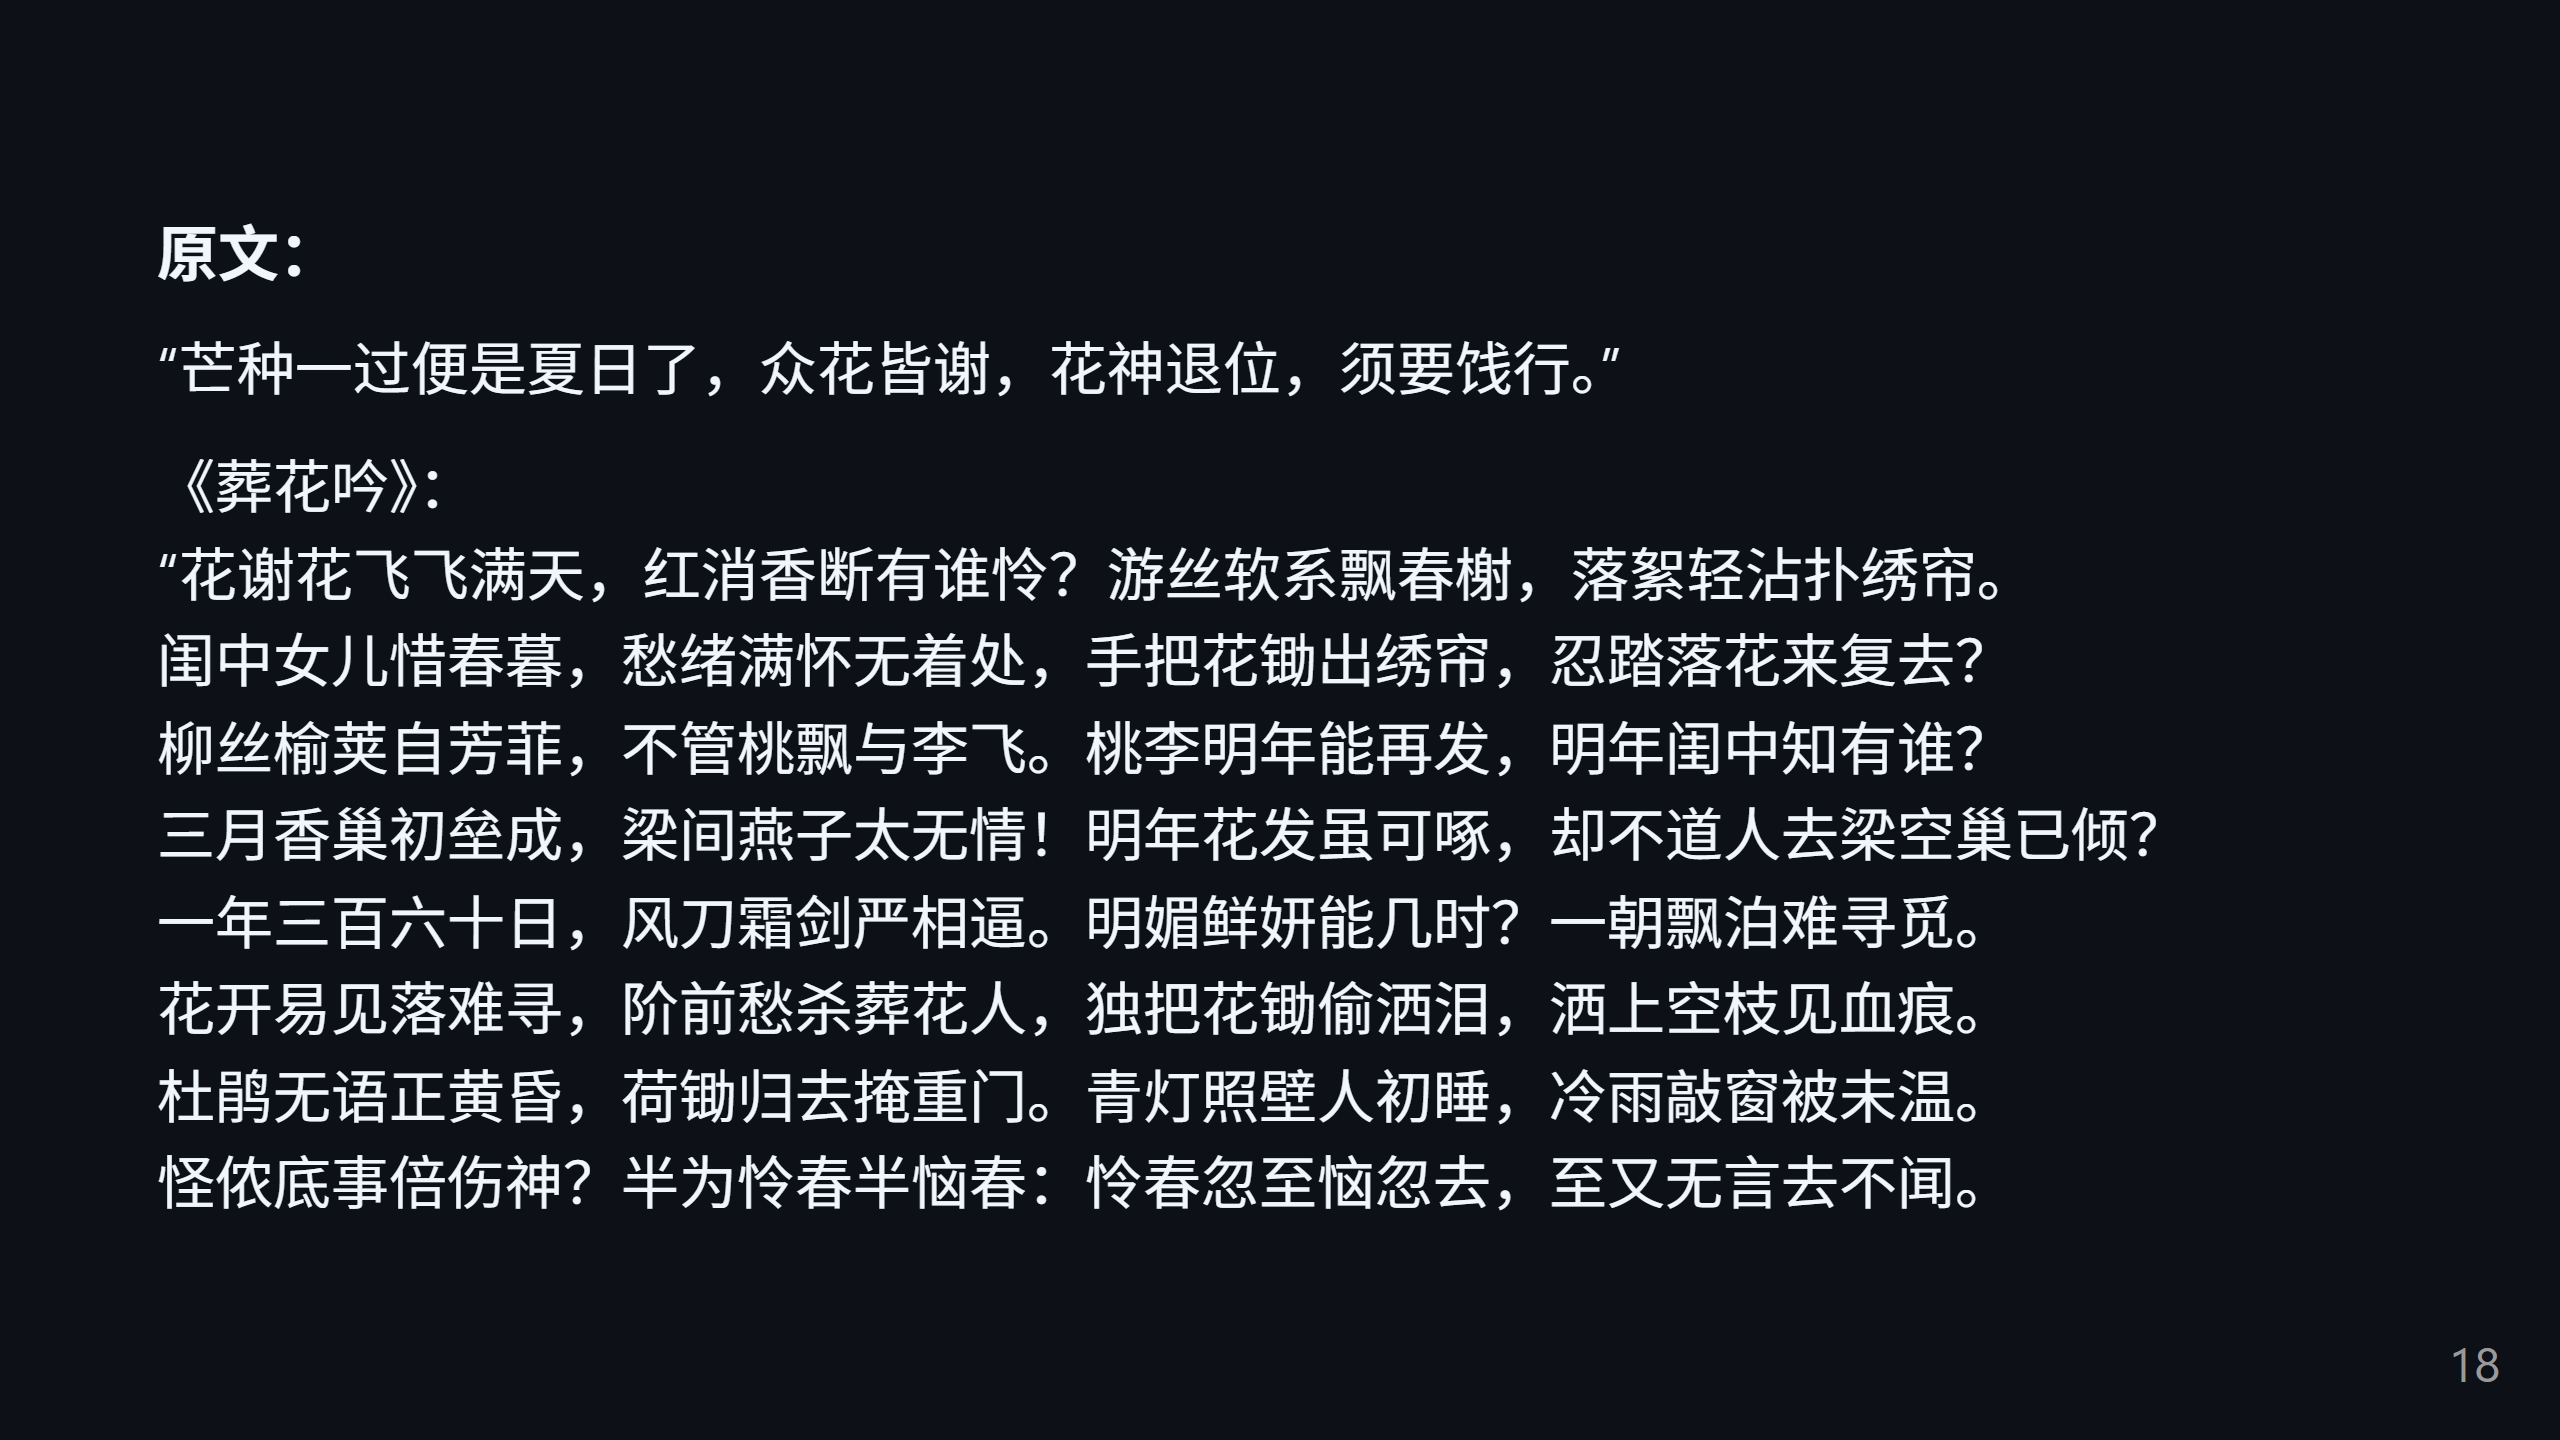 原文：
“芒种一过便是夏日了，众花皆谢，花神退位，须要饯行。”
《葬花吟》：
“花谢花飞飞满天，红消香断有谁怜？游丝软系飘春榭，落絮轻沾扑绣帘。
闺中女儿惜春暮，愁绪满怀无着处，手把花锄出绣帘，忍踏落花来复去？
柳丝榆荚自芳菲，不管桃飘与李飞。桃李明年能再发，明年闺中知有谁？
三月香巢初垒成，梁间燕子太无情！明年花发虽可啄，却不道人去梁空巢已倾？
一年三百六十日，风刀霜剑严相逼。明媚鲜妍能几时？一朝飘泊难寻觅。
花开易见落难寻，阶前愁杀葬花人，独把花锄偷洒泪，洒上空枝见血痕。
杜鹃无语正黄昏，荷锄归去掩重门。青灯照壁人初睡，冷雨敲窗被未温。
怪侬底事倍伤神？半为怜春半恼春：怜春忽至恼忽去，至又无言去不闻。
18